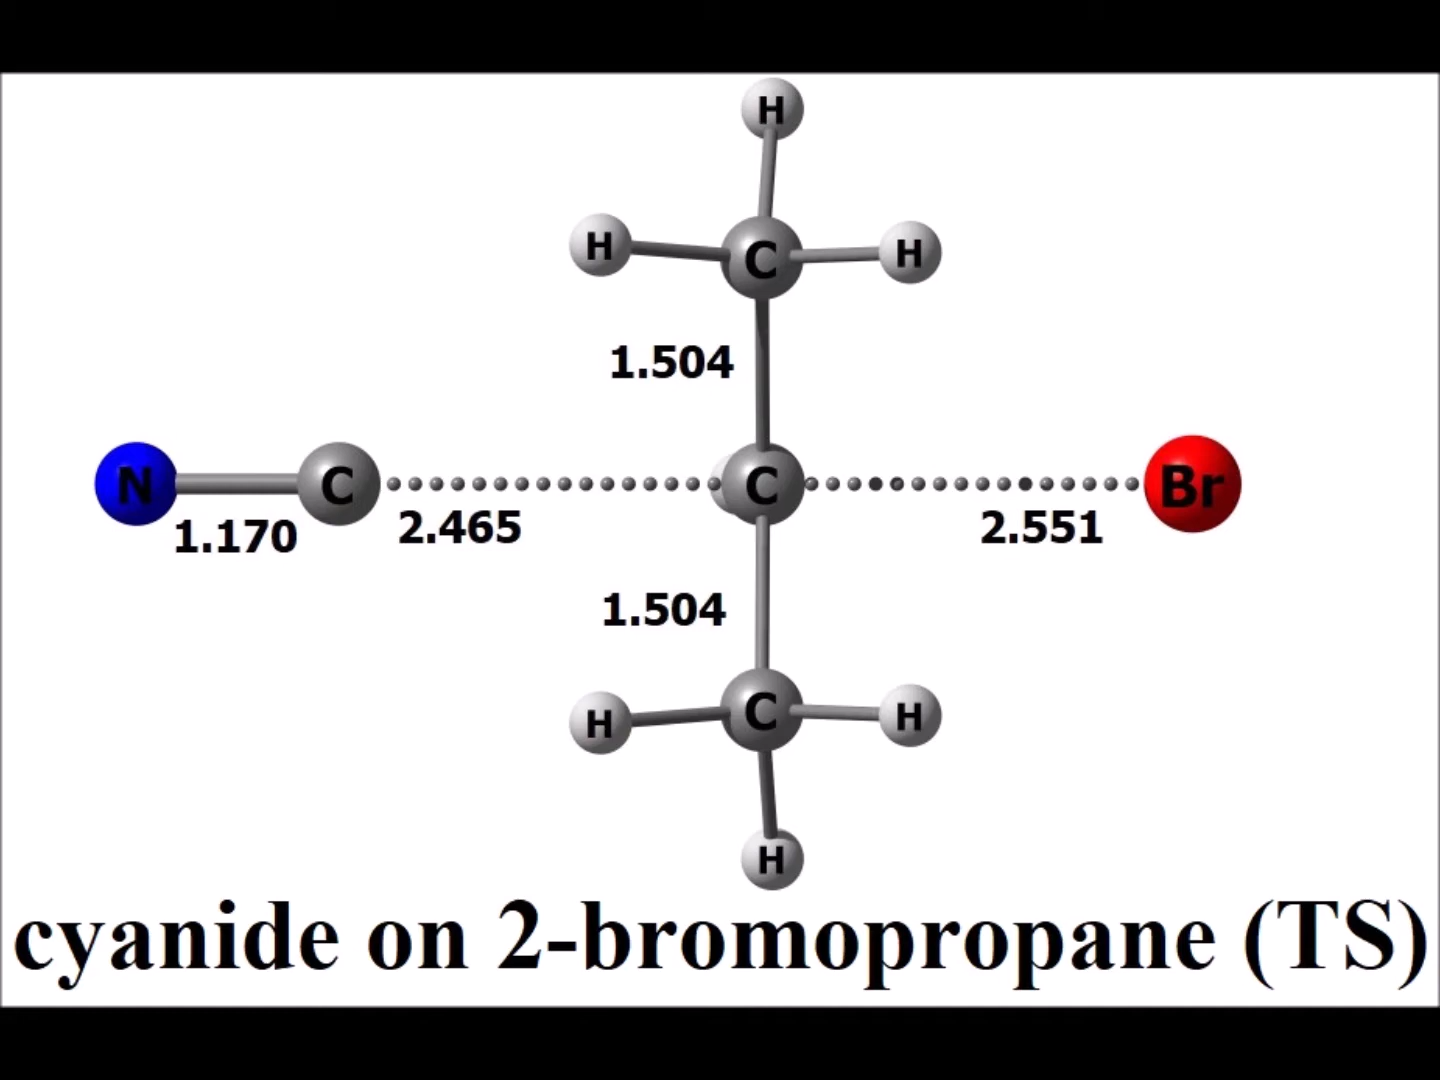 H
H C H
1.504
N C C Br
1.170 2.465 2.551
1.504
H C H
H
cyanide on 2-bromopropane (TS)